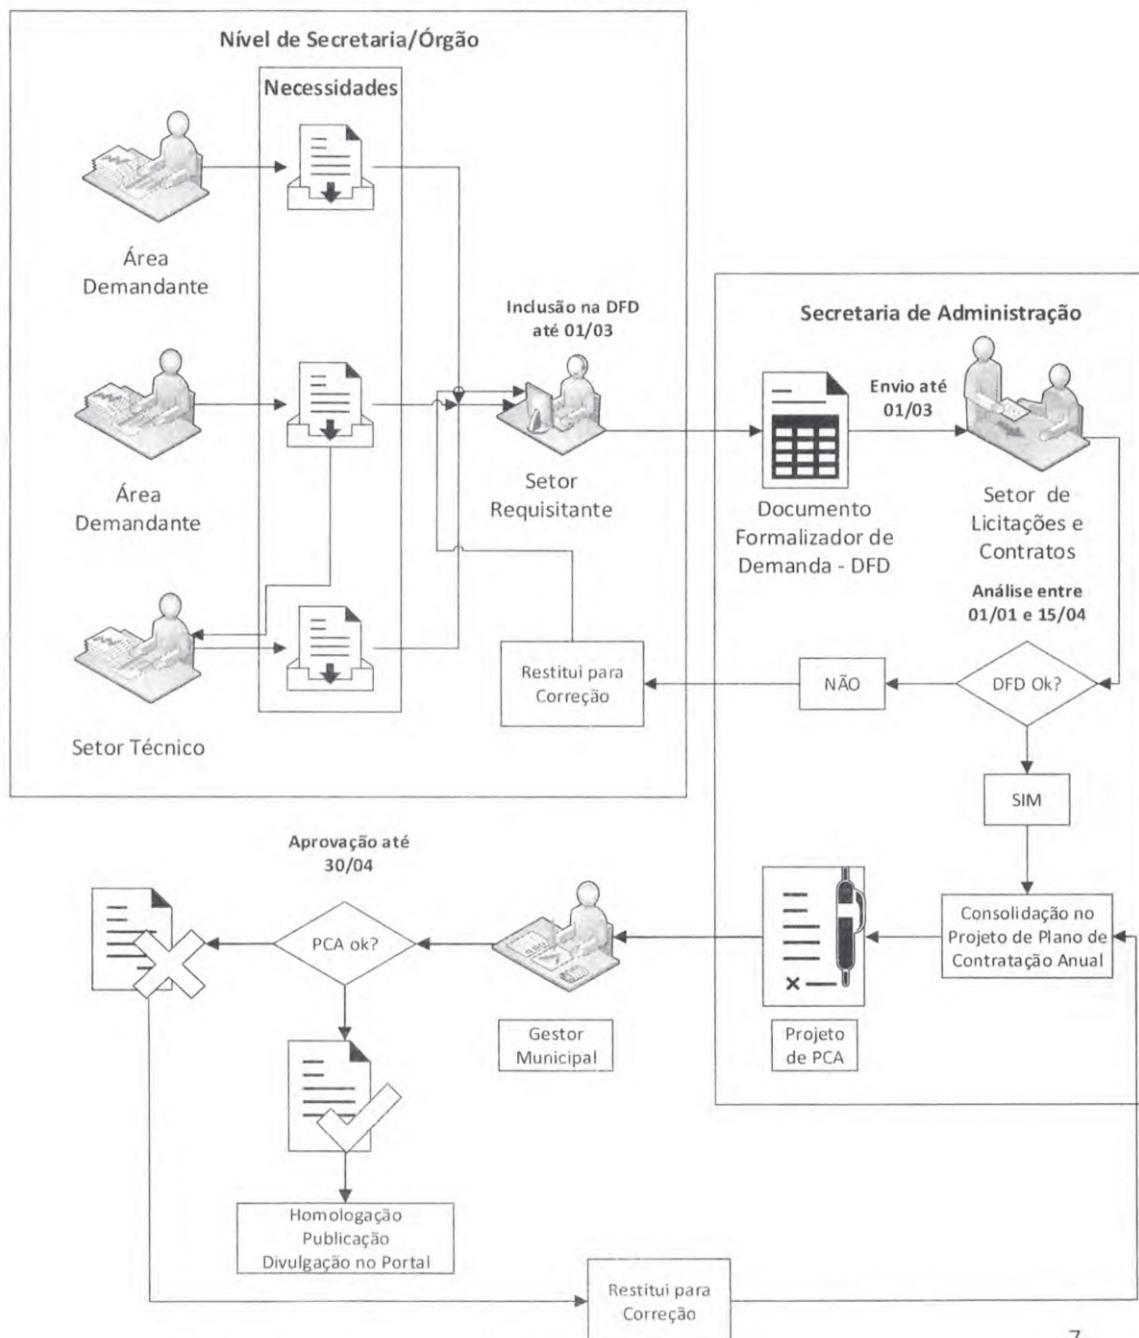 Nível de Secretaria/Órgão
Necessidades
Área
Demandante
Área
Demandante
Setor Técnico
Inclusão na DFD
até 01/03
Setor
Requisitante
Restitui para
Correção
Secretaria de Administração
Envio até
01/03
Documento
Formalizador de
Demanda - DFD
Setor de
Licitações e
Contratos
Análise entre
01/01 e 15/04
DFD Ok?
NÃO
SIM
Consolidação no
Projeto de Plano de
Contratação Anual
Projeto
de PCA
Gestor
Municipal
Aprovação até
30/04
PCA ok?
Homologação
Publicação
Divulgação no Portal
Restitui para
Correção
7